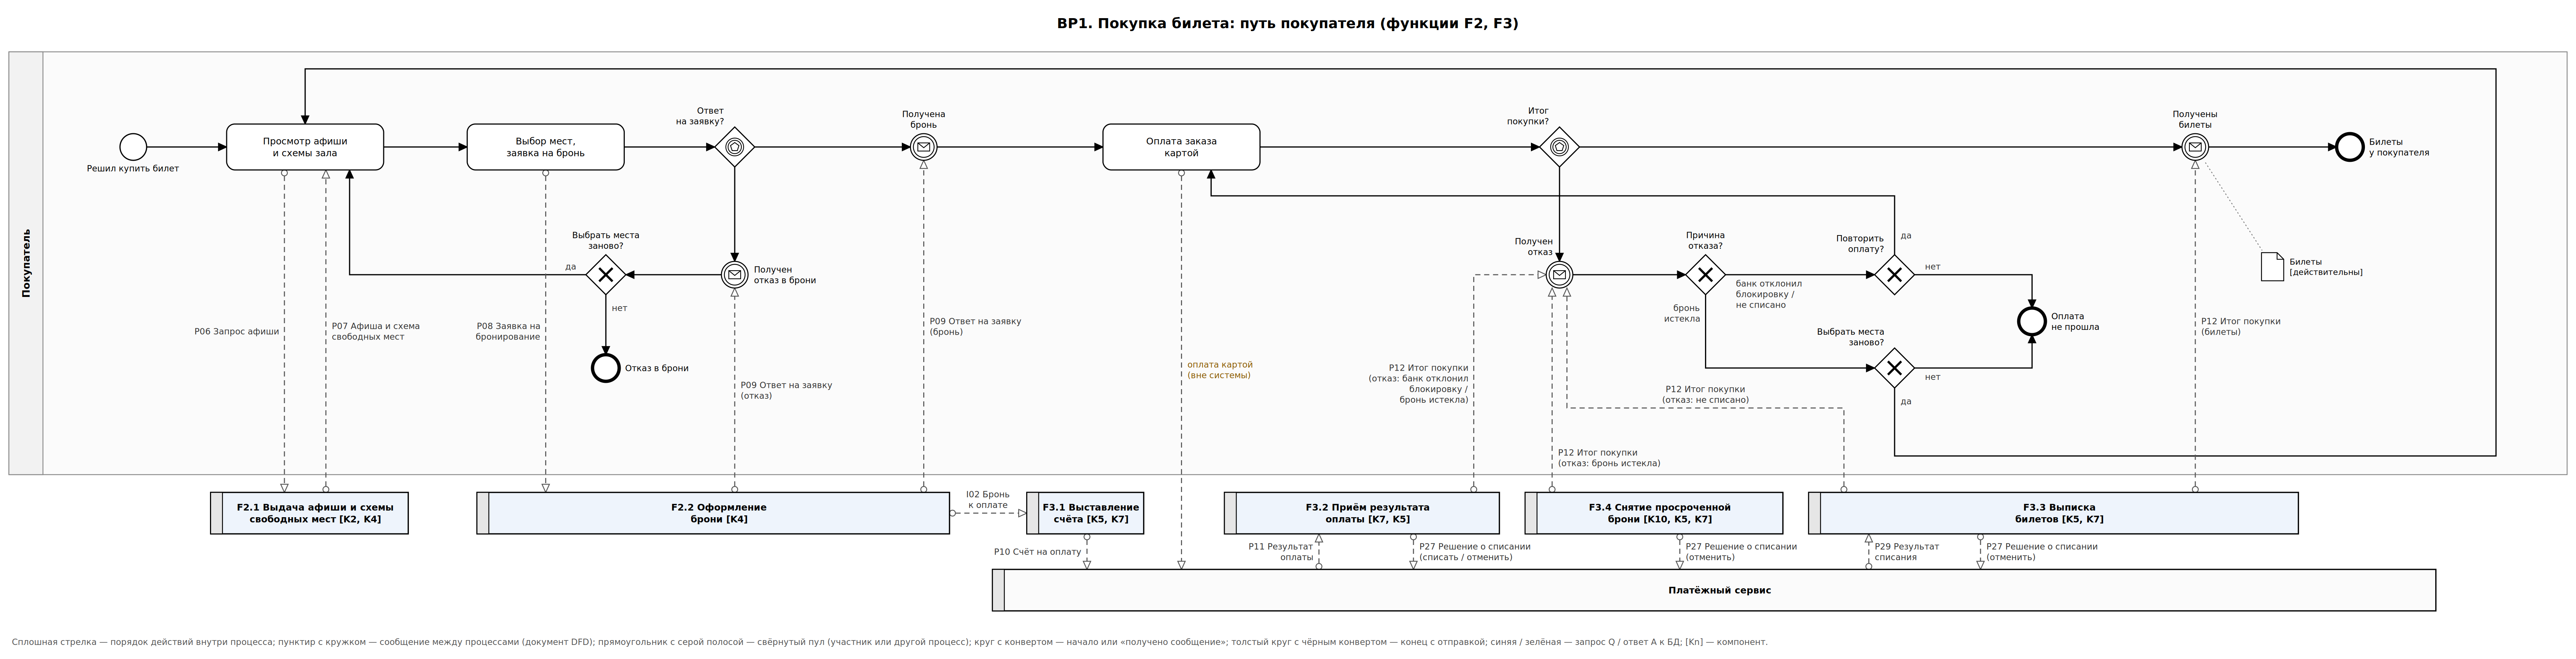 BP1. Покупка билета: путь покупателя (функции F2, F3)
Покупатель
Решил купить билет
Просмотр афиши
и схемы зала
Выбор мест,
заявка на бронь
Ответ
на заявку?
Получена
бронь
Оплата заказа
картой
Итог
покупки?
Получены
билеты
Билеты
у покупателя
Выбрать места
заново?
да
нет
Получен
отказ в брони
Отказ в брони
Получен
отказ
Причина
отказа?
банк отклонил
блокировку /
не списано
бронь
истекла
Повторить
оплату?
да
нет
Выбрать места
заново?
нет
да
Оплата
не прошла
Билеты
[действительны]
P06 Запрос афиши
P07 Афиша и схема
свободных мест
P08 Заявка на
бронирование
P09 Ответ на заявку
(отказ)
P09 Ответ на заявку
(бронь)
оплата картой
(вне системы)
P12 Итог покупки
(отказ: банк отклонил
блокировку /
бронь истекла)
P12 Итог покупки
(отказ: бронь истекла)
P12 Итог покупки
(отказ: не списано)
P12 Итог покупки
(билеты)
F2.1 Выдача афиши и схемы
свободных мест [K2, K4]
F2.2 Оформление
брони [K4]
I02 Бронь
к оплате
F3.1 Выставление
счёта [K5, K7]
F3.2 Приём результата
оплаты [K7, K5]
F3.4 Снятие просроченной
брони [K10, K5, K7]
F3.3 Выписка
билетов [K5, K7]
P10 Счёт на оплату
P11 Результат
оплаты
P27 Решение о списании
(списать / отменить)
P27 Решение о списании
(отменить)
P29 Результат
списания
P27 Решение о списании
(отменить)
Платёжный сервис
Сплошная стрелка — порядок действий внутри процесса; пунктир с кружком — сообщение между процессами (документ DFD); прямоугольник с серой полосой — свёрнутый пул (участник или другой процесс); круг с конвертом — начало или «получено сообщение»; толстый круг с чёрным конвертом — конец с отправкой; синяя / зелёная — запрос Q / ответ A к БД; [Kn] — компонент.